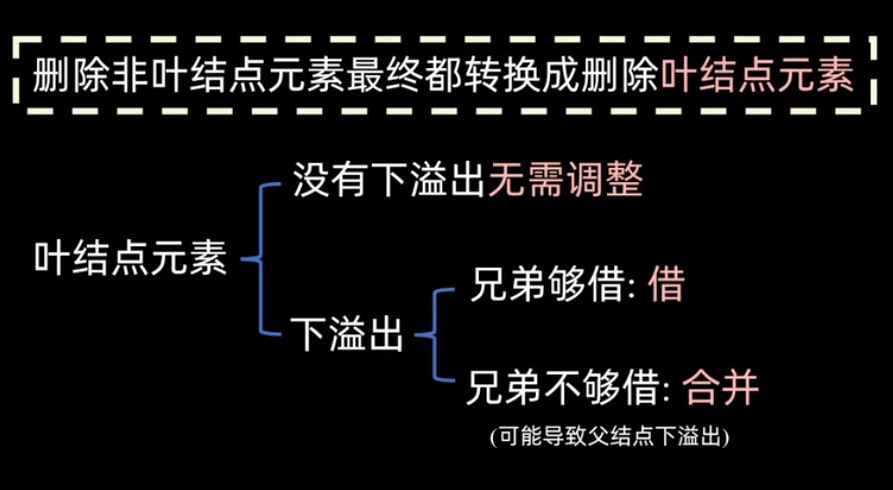 删除非叶结点元素最终都转换成删除叶结点元素
没有下溢出无需调整
叶结点元素
兄弟够借: 借
下溢出
兄弟不够借: 合并
(可能导致父结点下溢出)